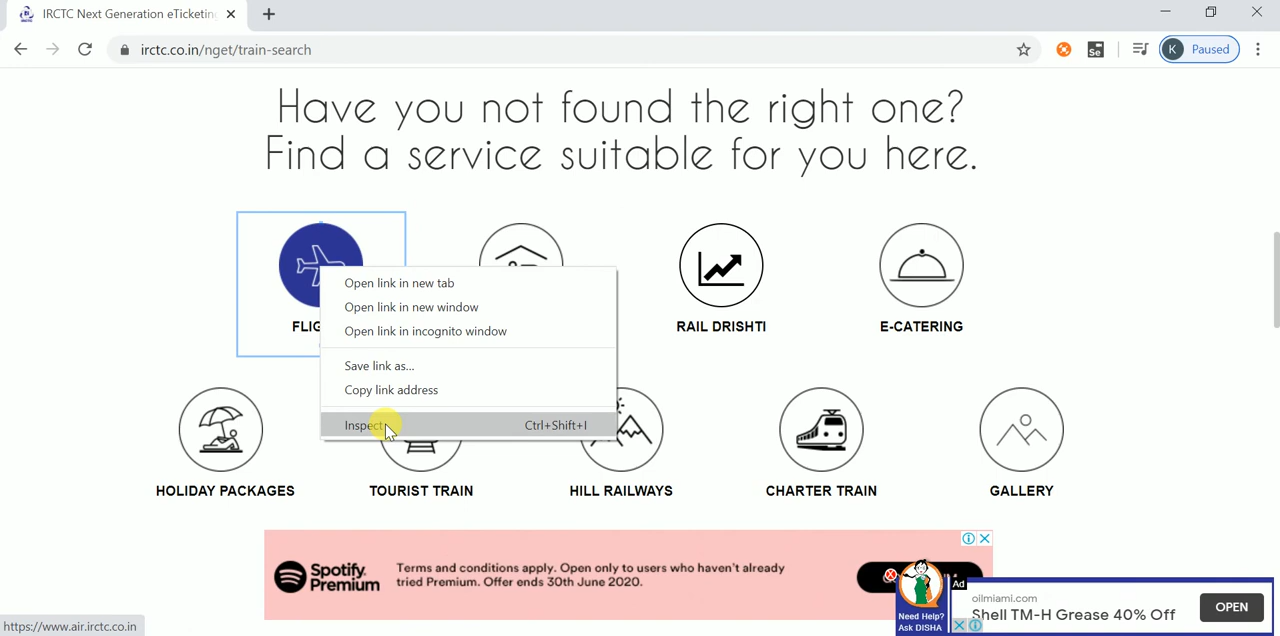 IRCTC Next Generation eTicketing
irctc.co.in/nget/train-search
Se
K Paused
Have you not found the right one?
Find a service suitable for you here.
Open link in new tab
Open link in new window
Open link in incognito window
Save link as...
Copy link address
Inspect Ctrl+Shift+I
FLIG
RAIL DRISHTI
E-CATERING
HOLIDAY PACKAGES
TOURIST TRAIN
HILL RAILWAYS
CHARTER TRAIN
GALLERY
Spotify Premium
Terms and conditions apply. Open only to users who haven't already
tried Premium. Offer ends 30th June 2020.
Need Help?
Ask DISHA
Ad
oilmiami.com
Shell TM-H Grease 40% Off
OPEN
https://www.air.irctc.co.in